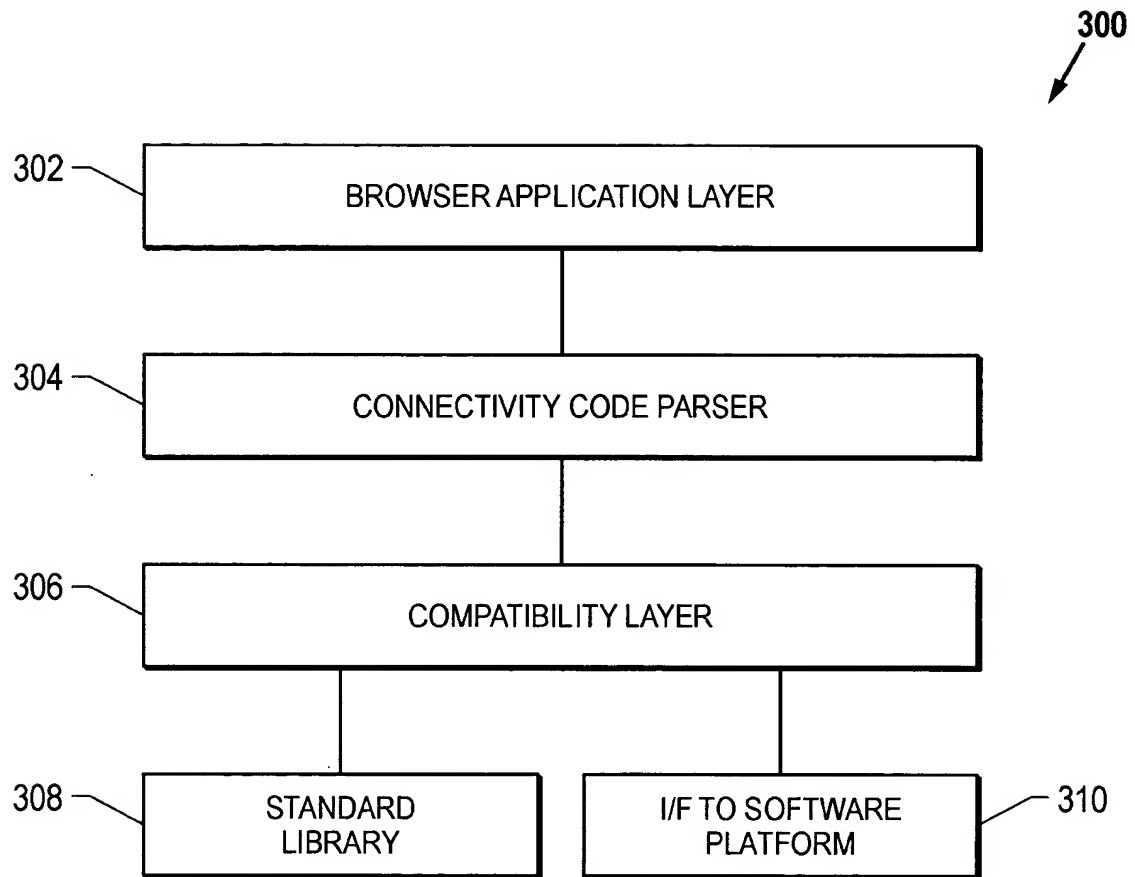 300
302
BROWSER APPLICATION LAYER
304
CONNECTIVITY CODE PARSER
306
COMPATIBILITY LAYER
308
STANDARD
LIBRARY
I/F TO SOFTWARE
PLATFORM
310